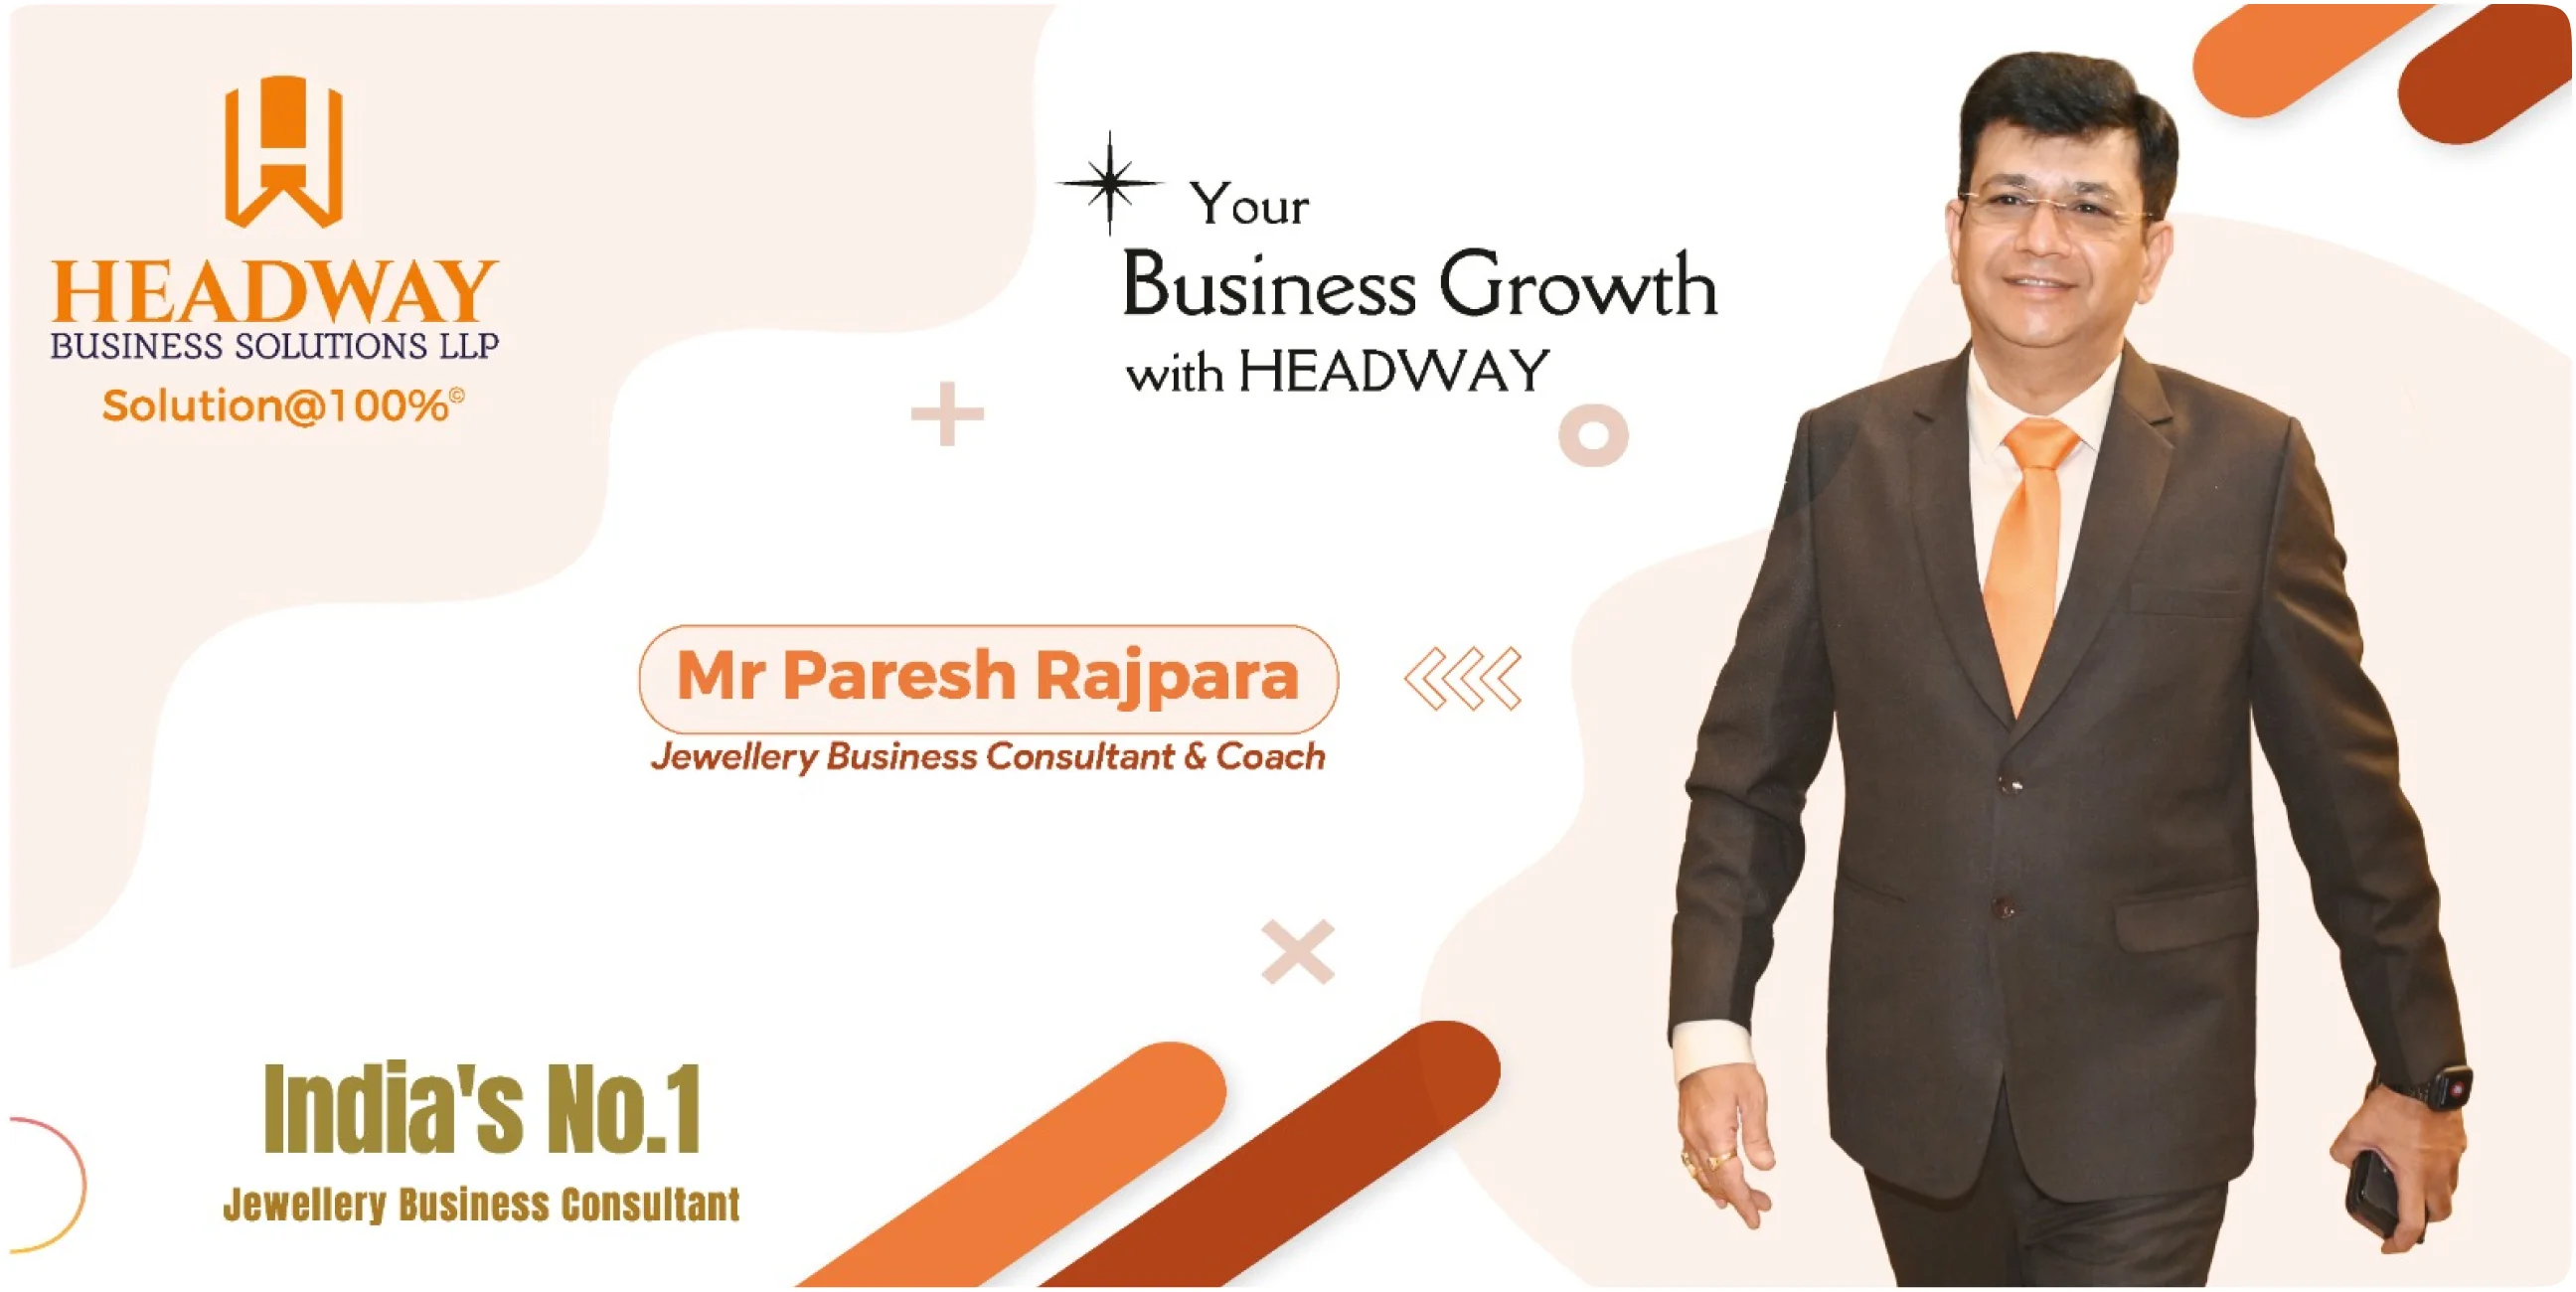 HEADWAY
BUSINESS SOLUTIONS LLP
Solution@100%©
Your
Business Growth
with HEADWAY
Mr Paresh Rajpara
Jewellery Business Consultant & Coach
India's No.1
Jewellery Business Consultant